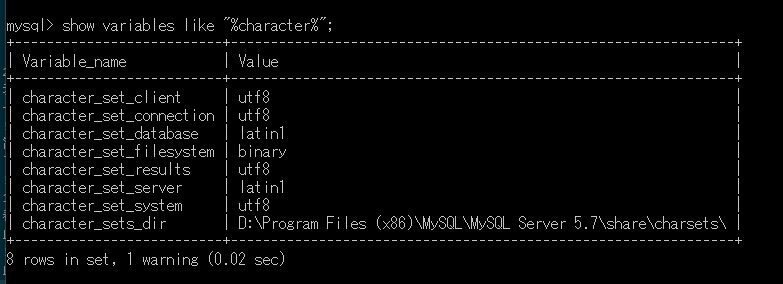 mysql> show variables like "%character%";
+--------------------------+---------------------------------------------------------+
| Variable_name | Value |
+--------------------------+---------------------------------------------------------+
| character_set_client | utf8 |
| character_set_connection | utf8 |
| character_set_database | latin1 |
| character_set_filesystem | binary |
| character_set_results | utf8 |
| character_set_server | latin1 |
| character_set_system | utf8 |
| character_sets_dir | D:\Program Files (x86)\MySQL\MySQL Server 5.7\share\charsets\ |
+--------------------------+---------------------------------------------------------+
8 rows in set, 1 warning (0.02 sec)